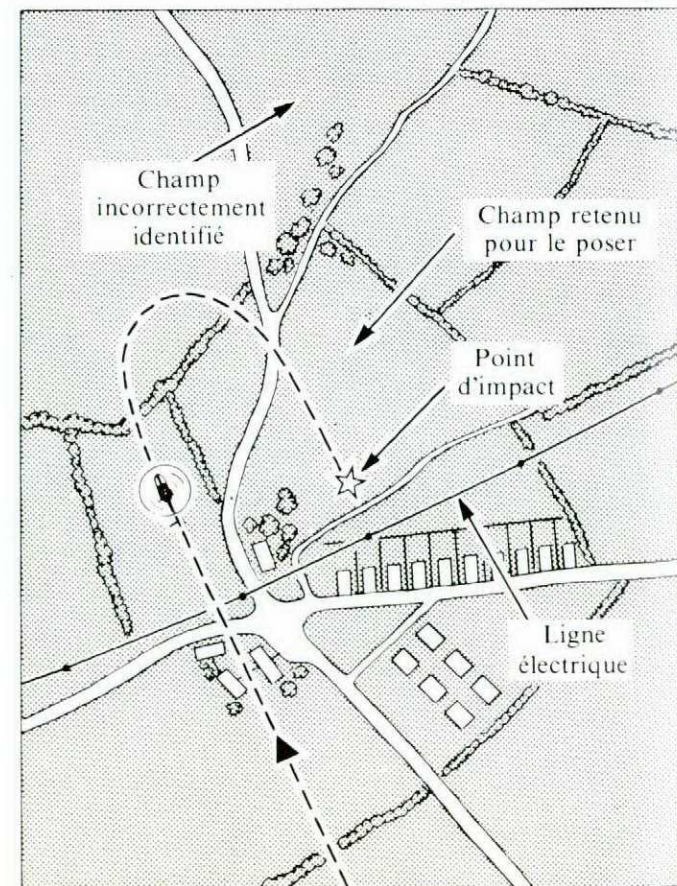 Champ
incorrectement
identifié
Champ retenu
pour le poser
Point
d'impact
Ligne
électrique